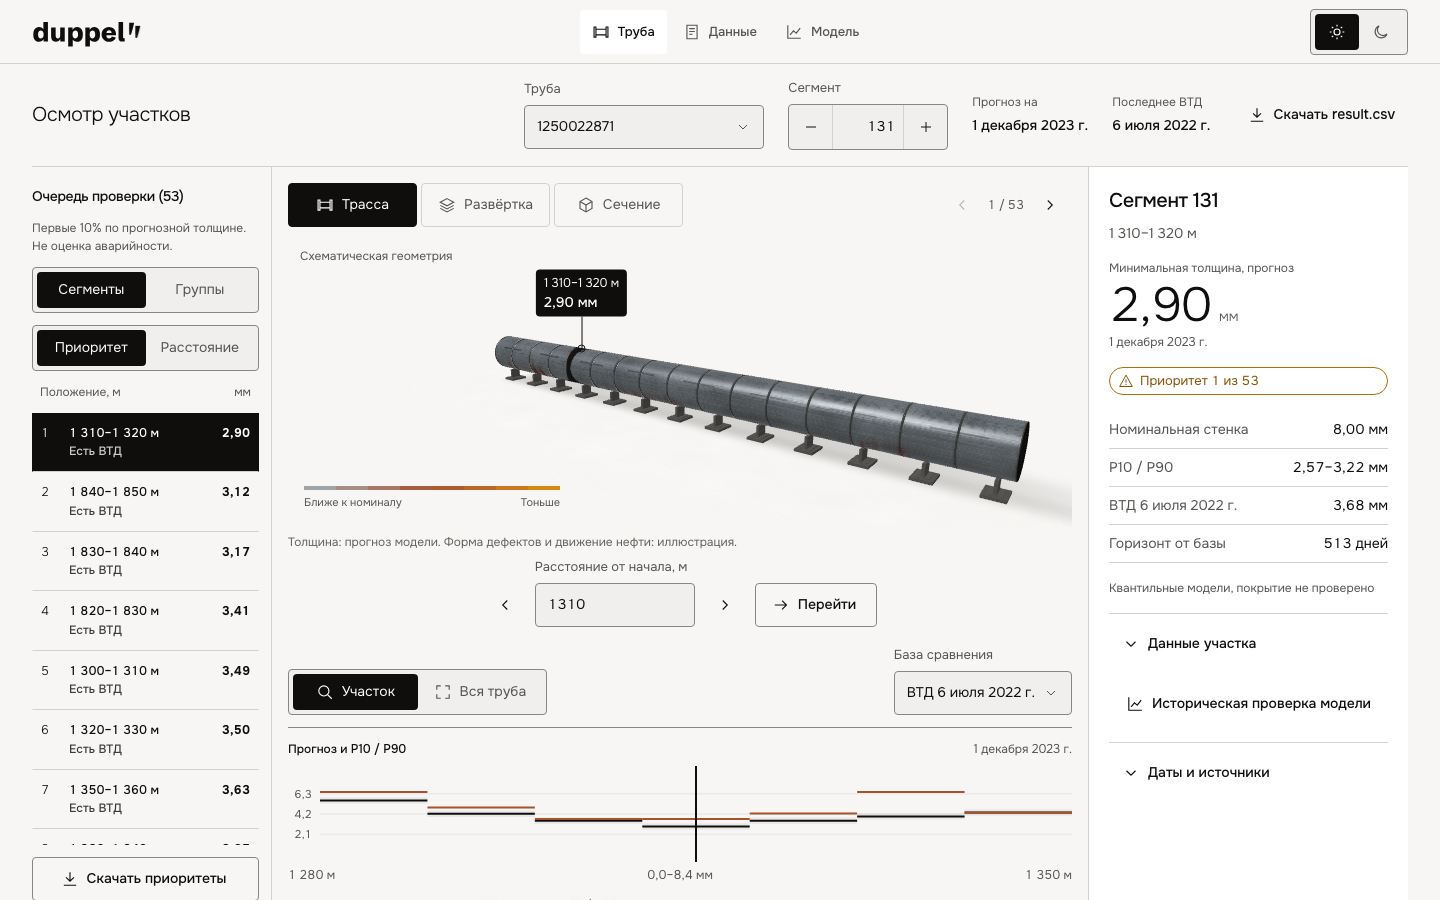 duppel
Труба
Данные
Модель
Осмотр участков
Труба
1250022871
Сегмент
131
Прогноз на
1 декабря 2023 г.
Последнее ВТД
6 июля 2022 г.
Скачать result.csv
Очередь проверки (53)
Первые 10% по прогнозной толщине.
Не оценка аварийности.
Сегменты
Группы
Приоритет
Расстояние
Положение, м
мм
1 1 310–1 320 м 2,90
Есть ВТД
2 1 840–1 850 м 3,12
Есть ВТД
3 1 830–1 840 м 3,17
Есть ВТД
4 1 820–1 830 м 3,41
Есть ВТД
5 1 300–1 310 м 3,49
Есть ВТД
6 1 320–1 330 м 3,50
Есть ВТД
7 1 350–1 360 м 3,63
Есть ВТД
Скачать приоритеты
Трасса
Развёртка
Сечение
1 / 53
Схематическая геометрия
1 310–1 320 м
2,90 мм
Ближе к номиналу
Тоньше
Толщина: прогноз модели. Форма дефектов и движение нефти: иллюстрация.
Расстояние от начала, м
1310
Перейти
Участок
Вся труба
База сравнения
ВТД 6 июля 2022 г.
Прогноз и P10 / P90
1 декабря 2023 г.
6,3
4,2
2,1
1 280 м
0,0–8,4 мм
1 350 м
Сегмент 131
1 310–1 320 м
Минимальная толщина, прогноз
2,90 мм
1 декабря 2023 г.
Приоритет 1 из 53
Номинальная стенка 8,00 мм
P10 / P90 2,57–3,22 мм
ВТД 6 июля 2022 г. 3,68 мм
Горизонт от базы 513 дней
Квантильные модели, покрытие не проверено
Данные участка
Историческая проверка модели
Даты и источники